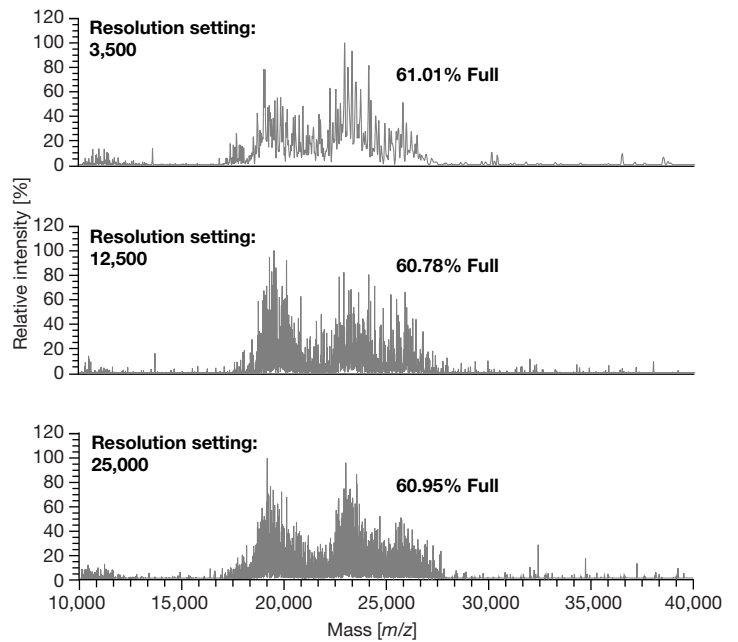 120
100
80
60
40
20
0
Resolution setting:
3,500
61.01% Full
Relative intensity [%]
120
100
80
60
40
20
0
Resolution setting:
12,500
60.78% Full
120
100
80
60
40
20
0
Resolution setting:
25,000
60.95% Full
10,000 15,000 20,000 25,000 30,000 35,000 40,000
Mass [m/z]